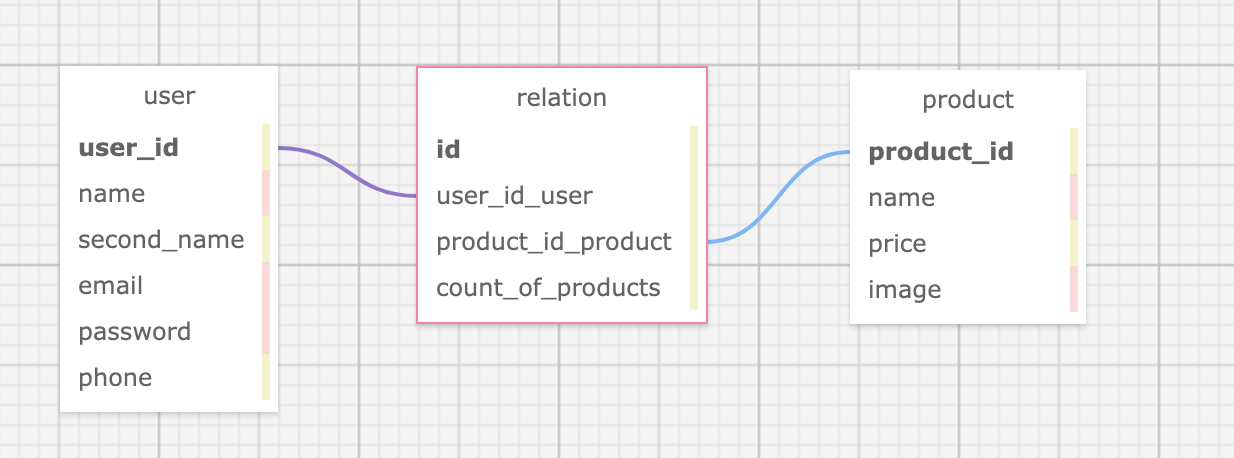 user
user_id
name
second_name
email
password
phone
relation
id
user_id_user
product_id_product
count_of_products
product
product_id
name
price
image